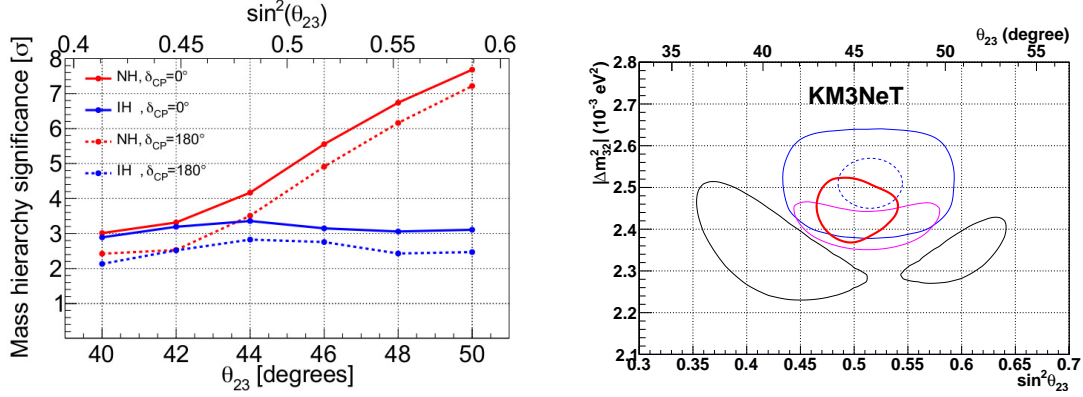 sin²(θ₂₃)
0.4 0.45 0.5 0.55 0.6
Mass hierarchy significance [σ]
8
7
6
5
4
3
2
1
NH, δCP=0°
IH , δCP=0°
NH, δCP=180°
IH , δCP=180°
40 42 44 46 48 50
θ₂₃ [degrees]
θ₂₃ (degree)
35 40 45 50 55
|Δm²₃₂| (10⁻³ eV²)
2.8
2.7
2.6
2.5
2.4
2.3
2.2
2.1
KM3NeT
0.3 0.35 0.4 0.45 0.5 0.55 0.6 0.65 0.7
sin²θ₂₃